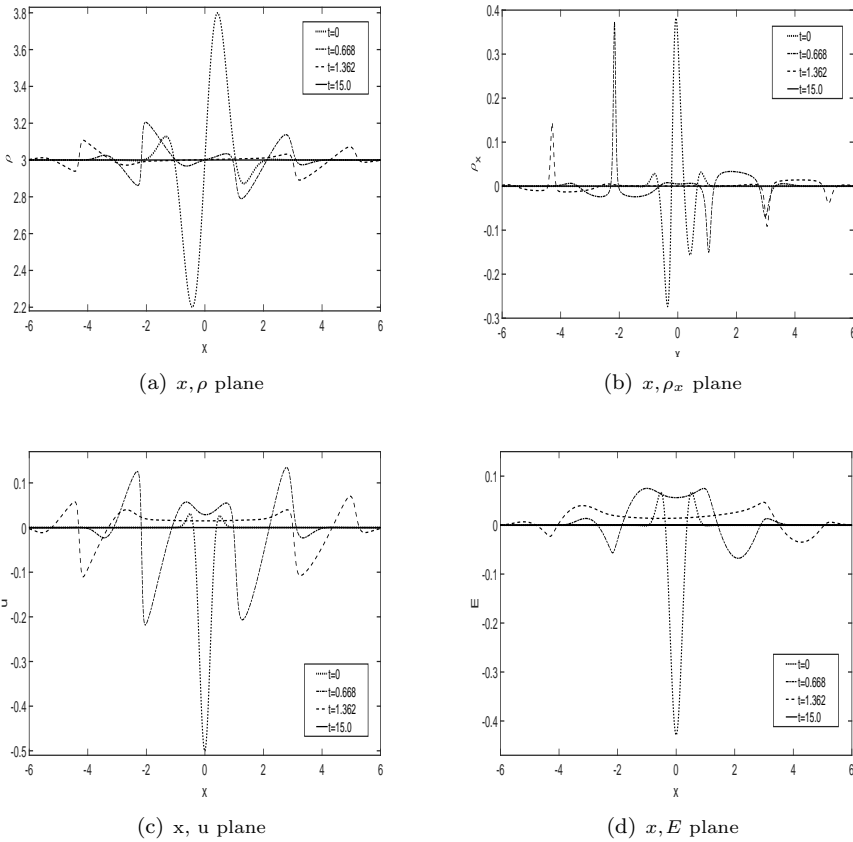 3.8
3.6
3.4
3.2
3
2.8
2.6
2.4
2.2
-6 -4 -2 0 2 4 6
x
ρ
t=0
t=0.668
t=1.362
t=15.0
(a) x, ρ plane
0.4
0.3
0.2
0.1
0
-0.1
-0.2
-0.3
-6 -4 -2 0 2 4 6
x
ρx
t=0
t=0.668
t=1.362
t=15.0
(b) x, ρx plane
0.1
0
-0.1
-0.2
-0.3
-0.4
-0.5
-6 -4 -2 0 2 4 6
x
u
t=0
t=0.668
t=1.362
t=15.0
(c) x, u plane
0.1
0
-0.1
-0.2
-0.3
-0.4
-6 -4 -2 0 2 4 6
x
E
t=0
t=0.668
t=1.362
t=15.0
(d) x, E plane